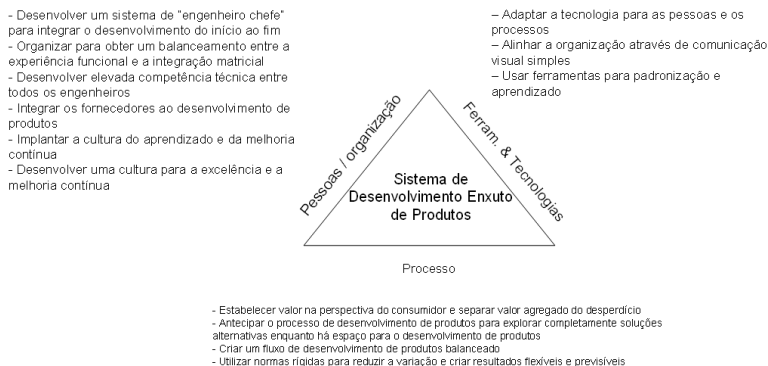 - Desenvolver um sistema de "engenheiro chefe"
para integrar o desenvolvimento do início ao fim
- Organizar para obter um balanceamento entre a
experiência funcional e a integração matricial
- Desenvolver elevada competência técnica entre
todos os engenheiros
- Integrar os fornecedores ao desenvolvimento de
produtos
- Implantar a cultura do aprendizado e da melhoria
contínua
- Desenvolver uma cultura para a excelência e a
melhoria contínua
– Adaptar a tecnologia para as pessoas e os
processos
– Alinhar a organização através de comunicação
visual simples
– Usar ferramentas para padronização e
aprendizado
Pessoas / organização
Ferram. & Tecnologias
Sistema de
Desenvolvimento Enxuto
de Produtos
Processo
- Estabelecer valor na perspectiva do consumidor e separar valor agregado do desperdício
- Antecipar o processo de desenvolvimento de produtos para explorar completamente soluções
alternativas enquanto há espaço para o desenvolvimento de produtos
- Criar um fluxo de desenvolvimento de produtos balanceado
- Utilizar normas rígidas para reduzir a variação e criar resultados flexíveis e previsíveis